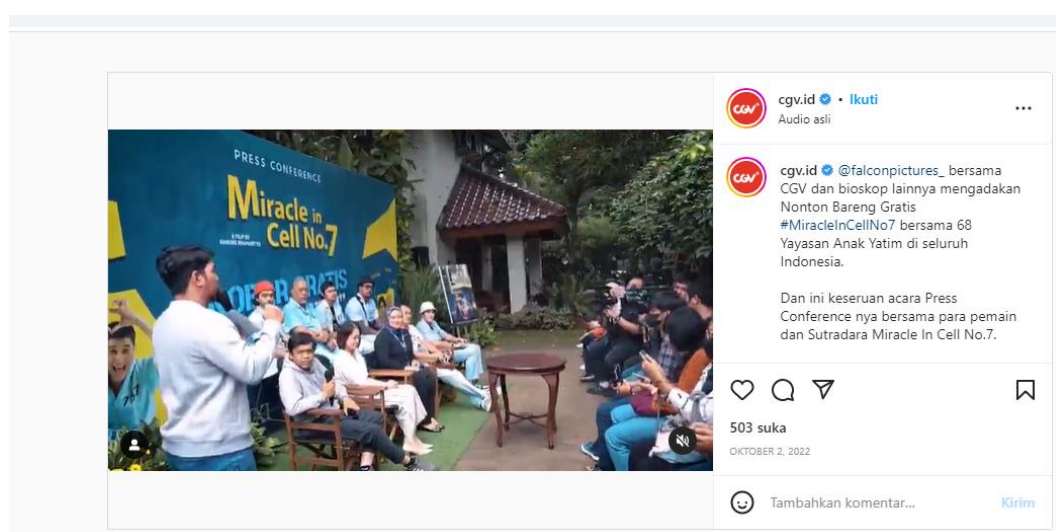 PRESS CONFERENCE
Miracle in
Cell No.7
GRATIS
cgv.id • Ikuti
Audio asli
CGV
cgv.id @falconpictures_ bersama
CGV dan bioskop lainnya mengadakan
Nonton Bareng Gratis
#MiracleInCellNo7 bersama 68
Yayasan Anak Yatim di seluruh
Indonesia.
Dan ini keseruan acara Press
Conference nya bersama para pemain
dan Sutradara Miracle In Cell No.7.
503 suka
OKTOBER 2, 2022
Tambahkan komentar...
Kirim